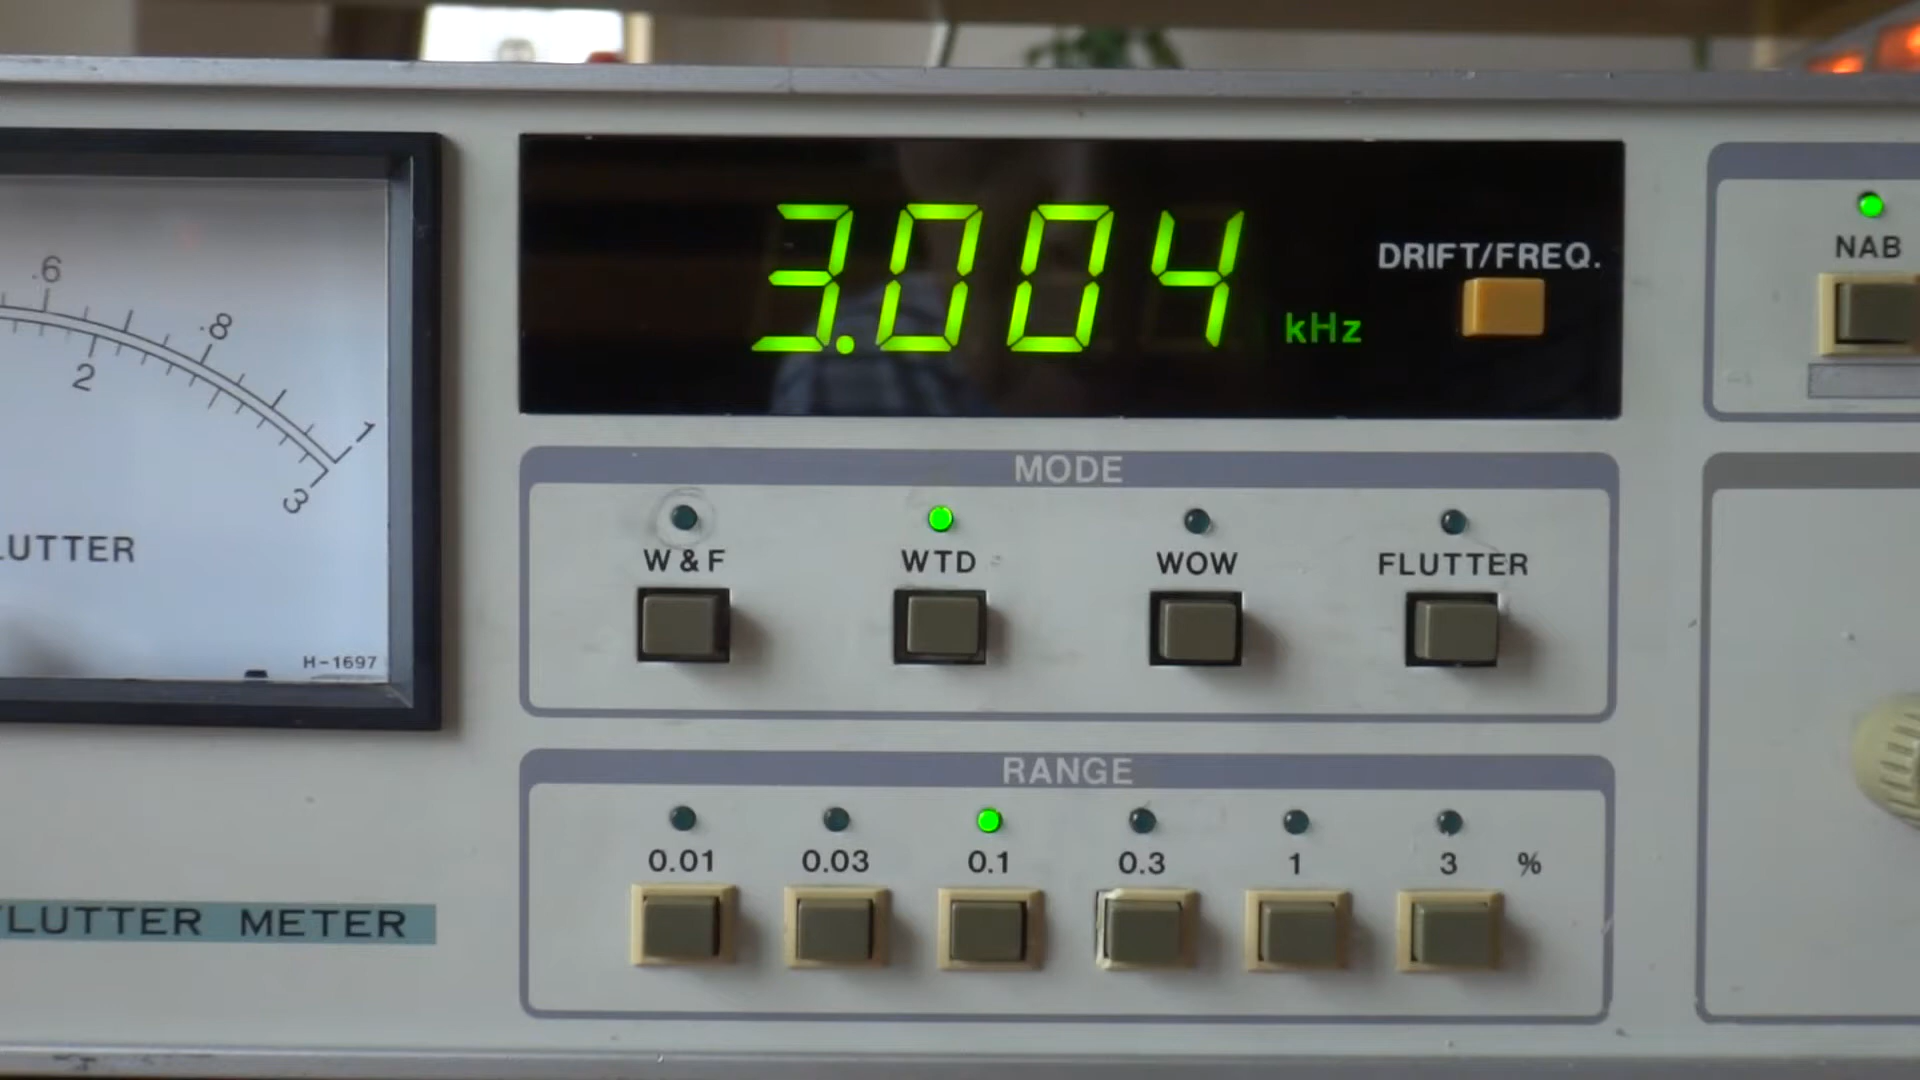 .6
.8
2
1
3
LUTTER
H-1697
FLUTTER METER
3.004 kHz
DRIFT/FREQ.
NAB
MODE
W & F WTD WOW FLUTTER
RANGE
0.01 0.03 0.1 0.3 1 3 %